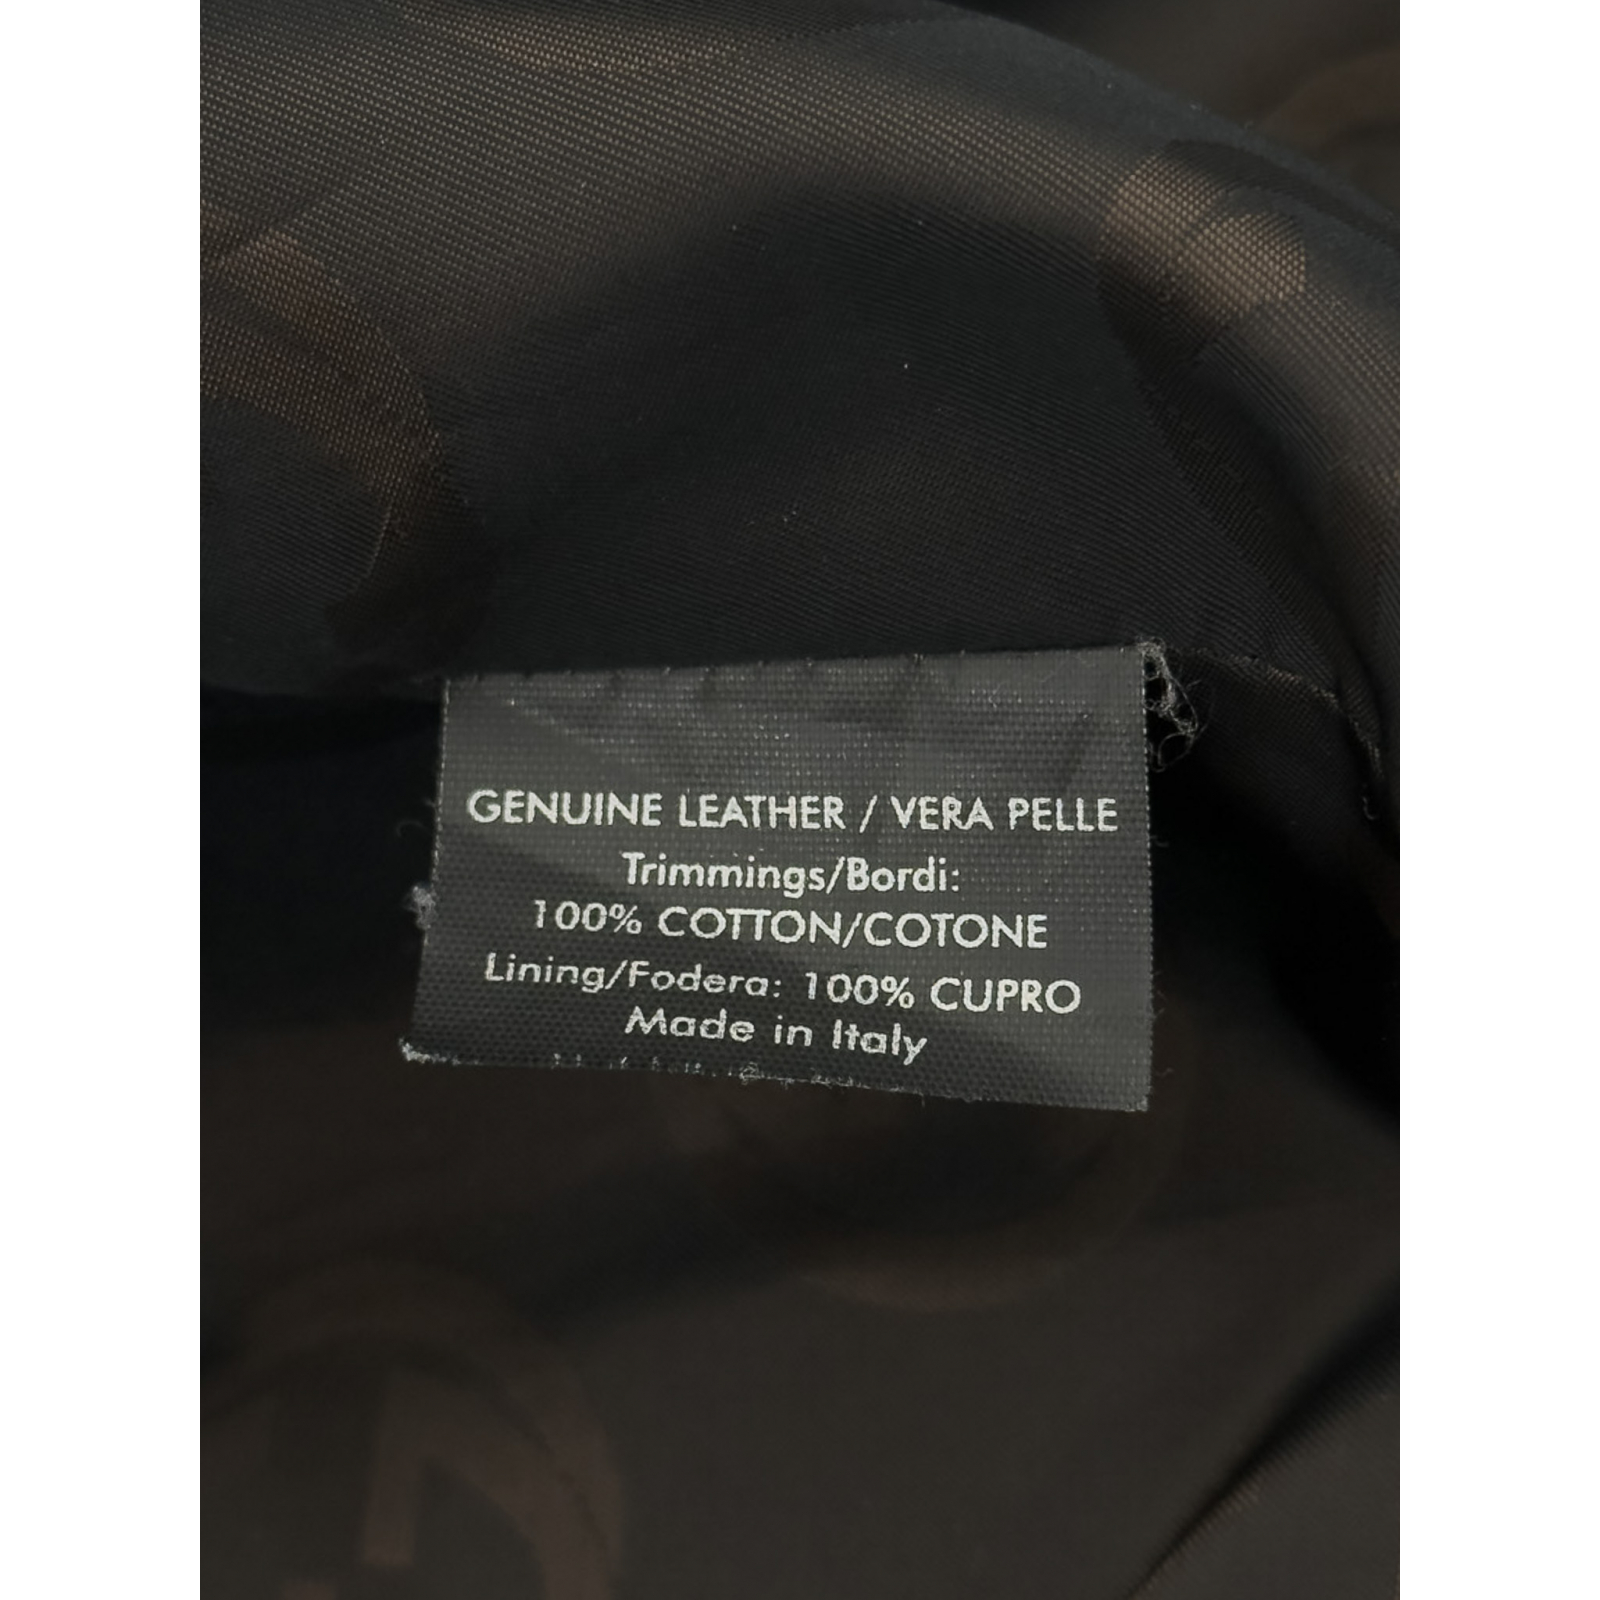 GENUINE LEATHER / VERA PELLE
Trimmings/Bordi:
100% COTTON/COTONE
Lining/Fodera: 100% CUPRO
Made in Italy